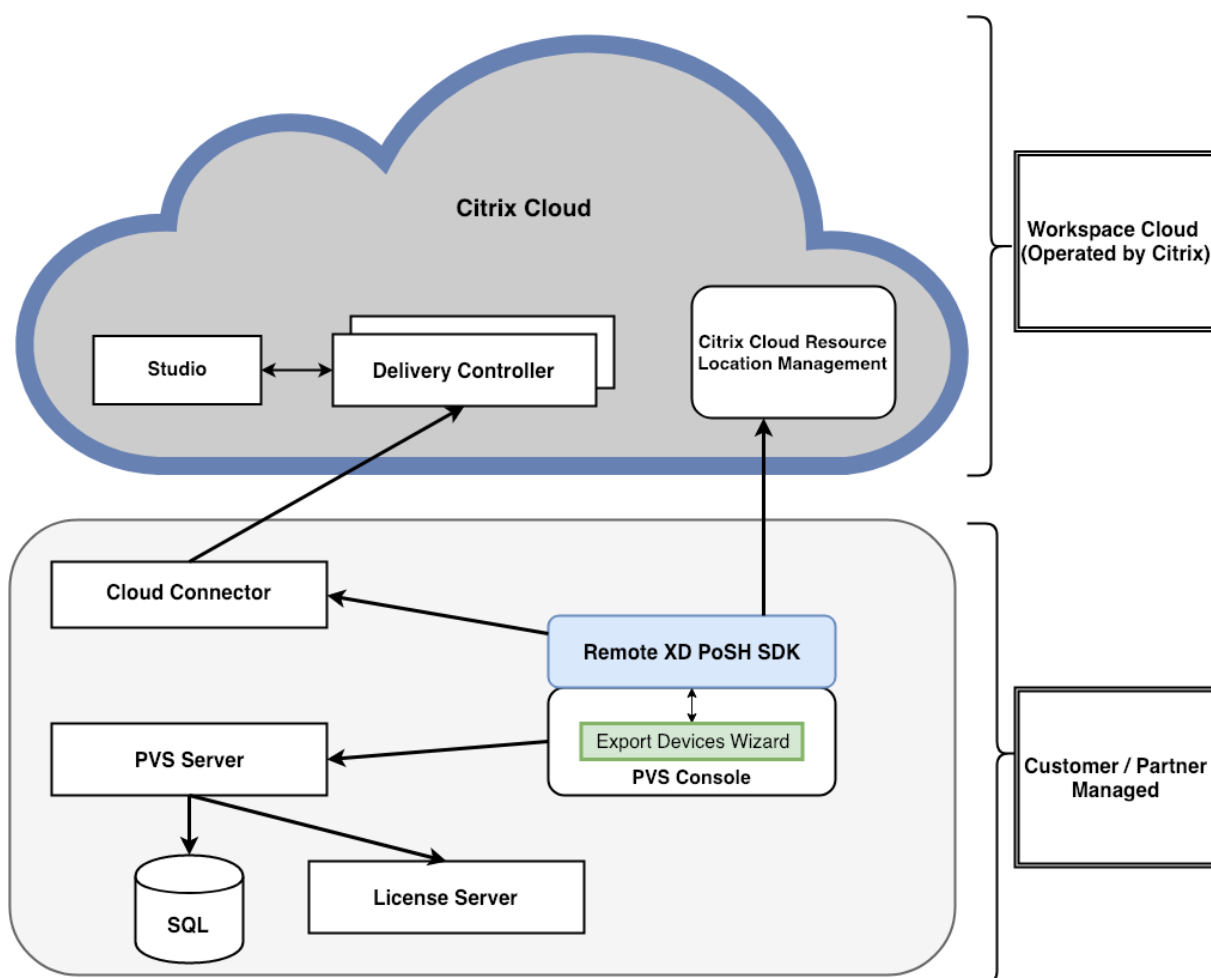 Citrix Cloud
Workspace Cloud
(Operated by Citrix)
Studio
Delivery Controller
Citrix Cloud Resource
Location Management
Cloud Connector
Remote XD PoSH SDK
Export Devices Wizard
PVS Console
PVS Server
Customer / Partner
Managed
SQL
License Server